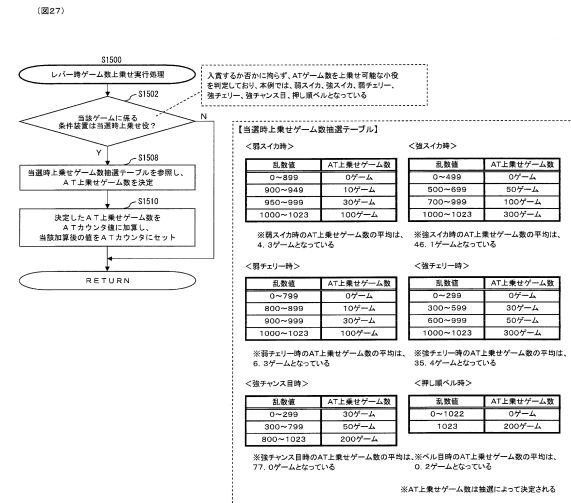 (図27)
S1500
レバー時ゲーム数上乗せ実行処理
S1502
当該ゲームに係る
条件装置は当選時上乗せ役?
N
Y
S1508
当選時上乗せゲーム数抽選テーブルを参照し、
AT上乗せゲーム数を決定
S1510
決定したAT上乗せゲーム数を
ATカウンタ値に加算し、
当該加算後の値をATカウンタにセット
RETURN
入賞するか否かに拘らず、ATゲーム数を上乗せ可能な小役
を判定しており、本例では、弱スイカ、強スイカ、弱チェリー、
強チェリー、強チャンス目、押し順ベルとなっている
【当選時上乗せゲーム数抽選テーブル】
<弱スイカ時>
乱数値 AT上乗せゲーム数
0~899 0ゲーム
900~949 10ゲーム
950~999 30ゲーム
1000~1023 100ゲーム
※弱スイカ時のAT上乗せゲーム数の平均は、
4.3ゲームとなっている
<強スイカ時>
乱数値 AT上乗せゲーム数
0~499 0ゲーム
500~699 50ゲーム
700~999 100ゲーム
1000~1023 300ゲーム
※強スイカ時のAT上乗せゲーム数の平均は、
46.1ゲームとなっている
<弱チェリー時>
乱数値 AT上乗せゲーム数
0~799 0ゲーム
800~899 10ゲーム
900~999 30ゲーム
1000~1023 100ゲーム
※弱チェリー時のAT上乗せゲーム数の平均は、
6.3ゲームとなっている
<強チェリー時>
乱数値 AT上乗せゲーム数
0~299 0ゲーム
300~599 30ゲーム
600~999 50ゲーム
1000~1023 300ゲーム
※強チェリー時のAT上乗せゲーム数の平均は、
35.4ゲームとなっている
<強チャンス目時>
乱数値 AT上乗せゲーム数
0~299 30ゲーム
300~799 50ゲーム
800~1023 200ゲーム
※強チャンス目時のAT上乗せゲーム数の平均は、
77.0ゲームとなっている
<押し順ベル時>
乱数値 AT上乗せゲーム数
0~1022 0ゲーム
1023 200ゲーム
※ベル目時のAT上乗せゲーム数の平均は、
0.2ゲームとなっている
※AT上乗せゲーム数は抽選によって決定される